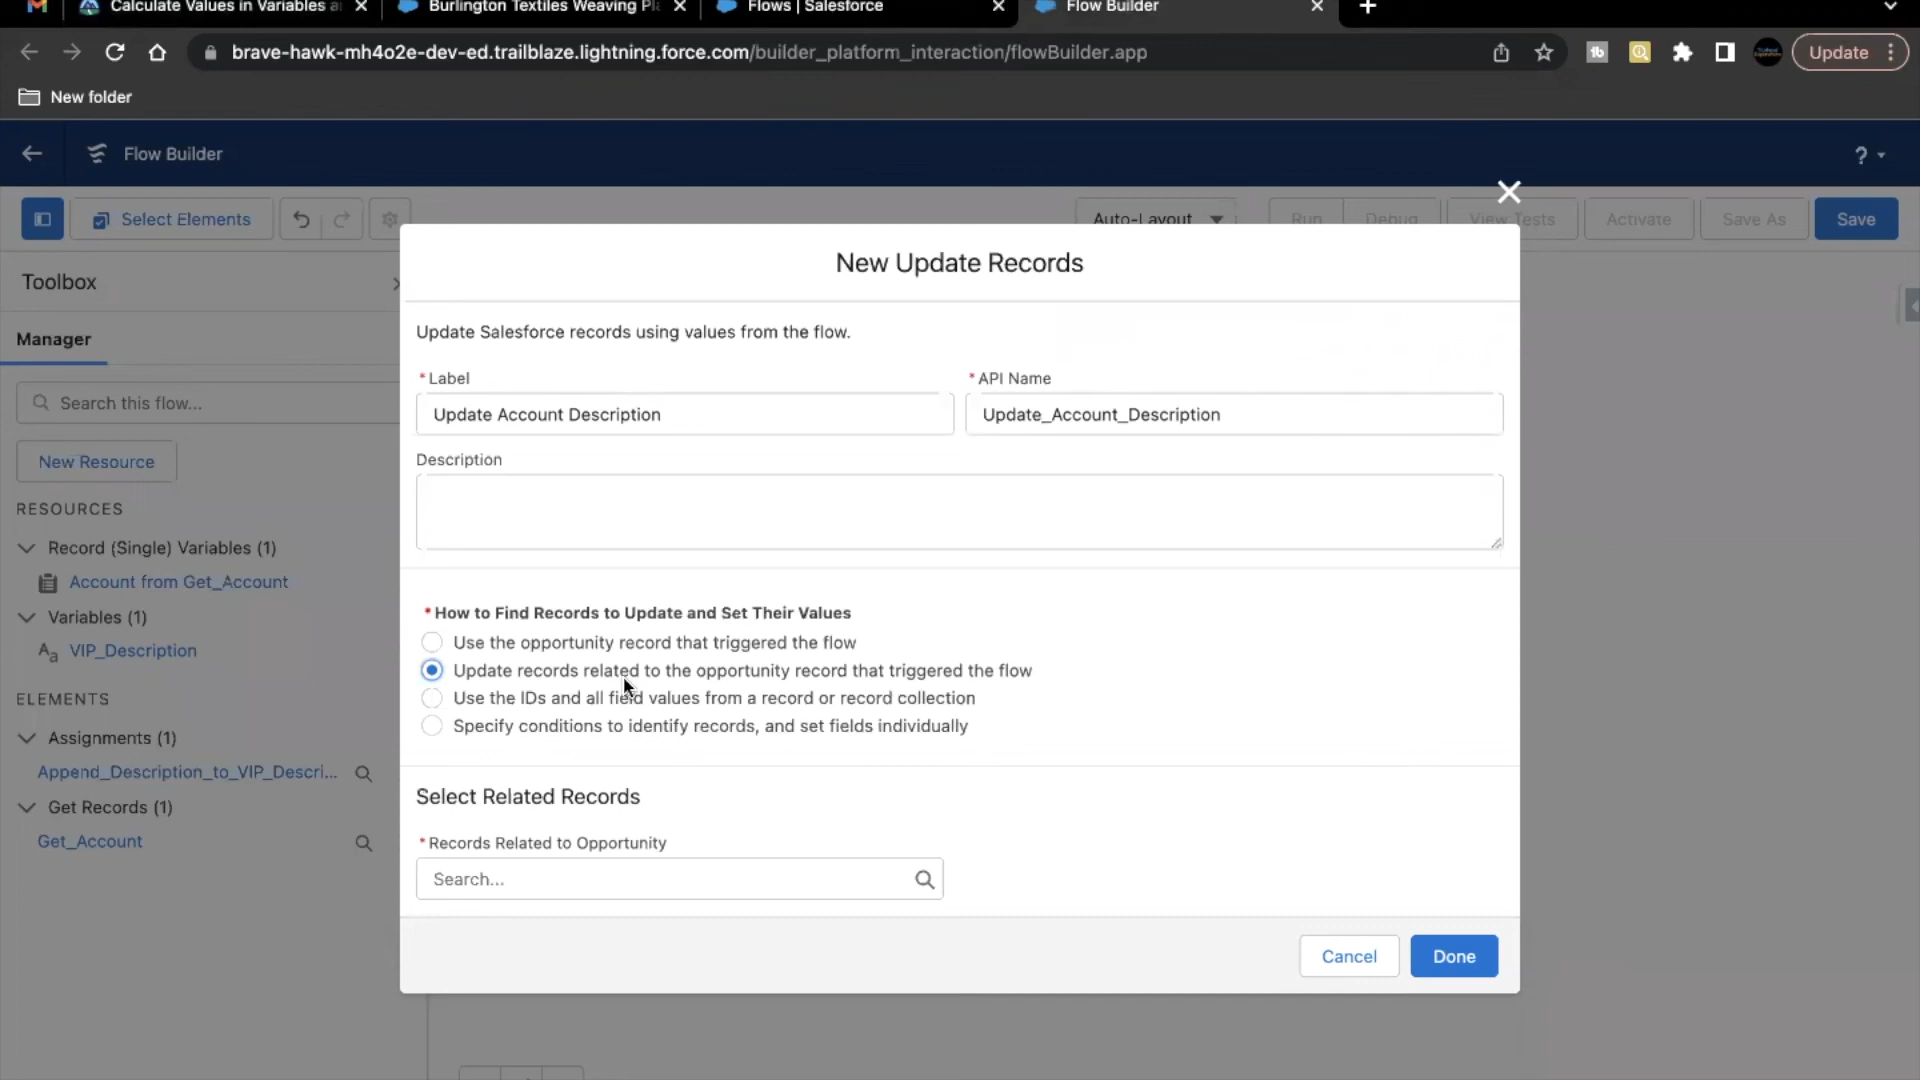 Calculate Values in Variables a
Burlington Textiles Weaving Pla
Flows | Salesforce
Flow Builder
brave-hawk-mh4o2e-dev-ed.trailblaze.lightning.force.com/builder_platform_interaction/flowBuilder.app
Update
New folder
Flow Builder
?
Select Elements
Auto-Layout
Run
Debug
View Tests
Activate
Save As
Save
Toolbox
Manager
Search this flow...
New Resource
RESOURCES
Record (Single) Variables (1)
Account from Get_Account
Variables (1)
Aa VIP_Description
ELEMENTS
Assignments (1)
Append_Description_to_VIP_Descri...
Get Records (1)
Get_Account
New Update Records
Update Salesforce records using values from the flow.
* Label
* API Name
Update Account Description
Update_Account_Description
Description
* How to Find Records to Update and Set Their Values
Use the opportunity record that triggered the flow
Update records related to the opportunity record that triggered the flow
Use the IDs and all field values from a record or record collection
Specify conditions to identify records, and set fields individually
Select Related Records
* Records Related to Opportunity
Search...
Cancel
Done